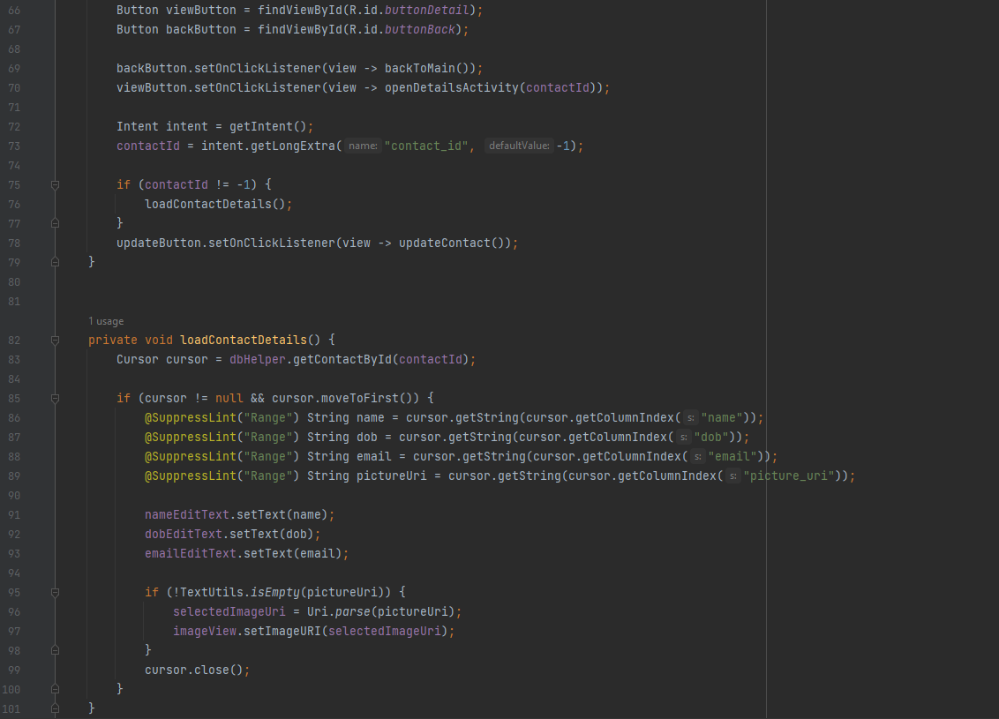 66 Button viewButton = findViewById(R.id.buttonDetail);
67 Button backButton = findViewById(R.id.buttonBack);
68
69 backButton.setOnClickListener(view -> backToMain());
70 viewButton.setOnClickListener(view -> openDetailsActivity(contactId));
71
72 Intent intent = getIntent();
73 contactId = intent.getLongExtra( name: "contact_id", defaultValue: -1);
74
75 if (contactId != -1) {
76 loadContactDetails();
77 }
78 updateButton.setOnClickListener(view -> updateContact());
79 }
80
81
1 usage
82 private void loadContactDetails() {
83 Cursor cursor = dbHelper.getContactById(contactId);
84
85 if (cursor != null && cursor.moveToFirst()) {
86 @SuppressLint("Range") String name = cursor.getString(cursor.getColumnIndex( s: "name"));
87 @SuppressLint("Range") String dob = cursor.getString(cursor.getColumnIndex( s: "dob"));
88 @SuppressLint("Range") String email = cursor.getString(cursor.getColumnIndex( s: "email"));
89 @SuppressLint("Range") String pictureUri = cursor.getString(cursor.getColumnIndex( s: "picture_uri"));
90
91 nameEditText.setText(name);
92 dobEditText.setText(dob);
93 emailEditText.setText(email);
94
95 if (!TextUtils.isEmpty(pictureUri)) {
96 selectedImageUri = Uri.parse(pictureUri);
97 imageView.setImageURI(selectedImageUri);
98 }
99 cursor.close();
100 }
101 }